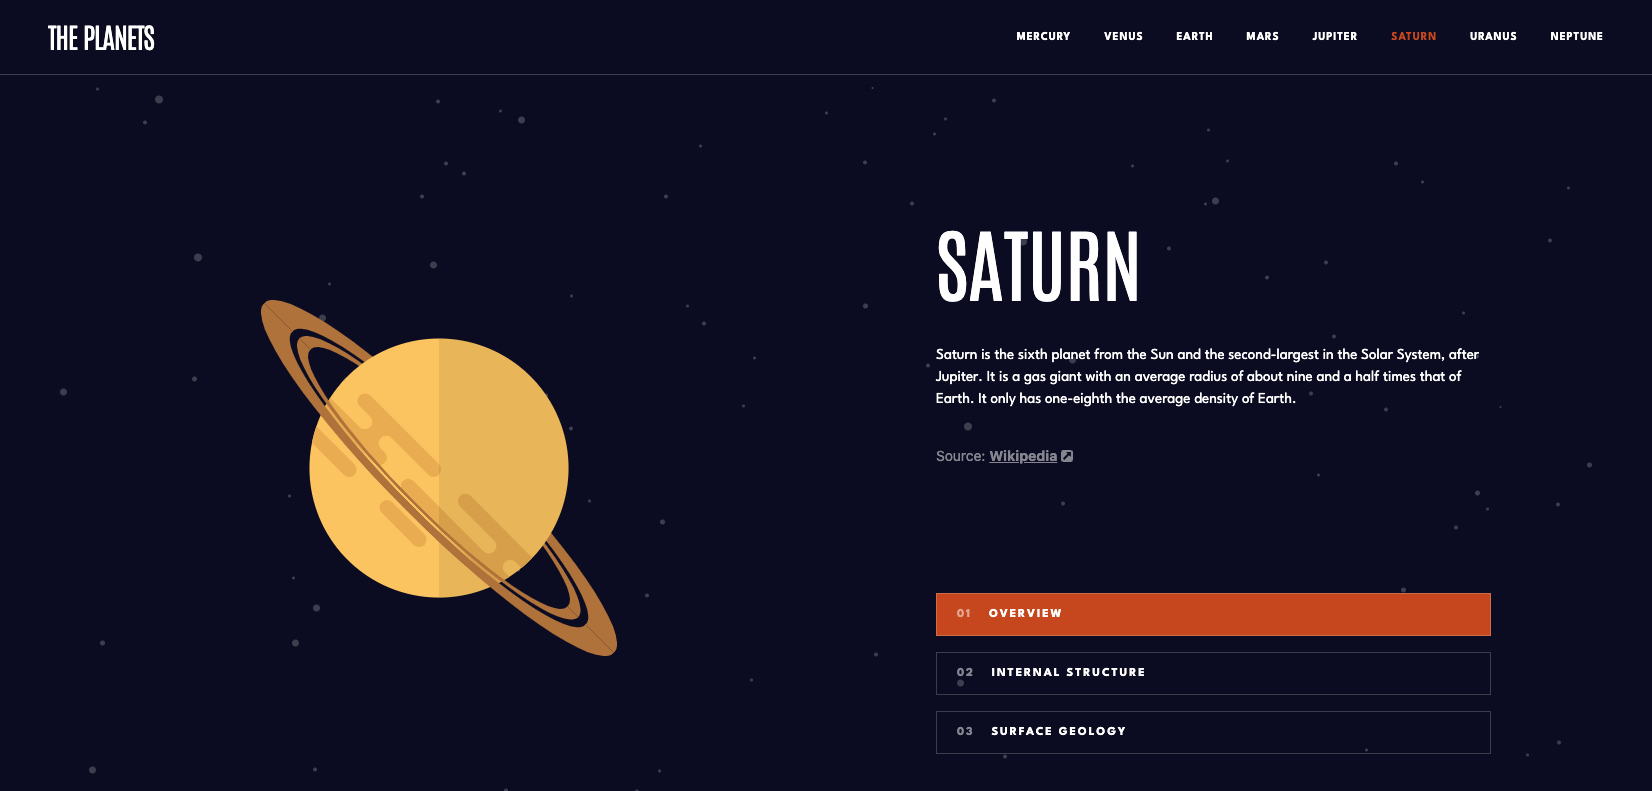 THE PLANETS
MERCURY VENUS EARTH MARS JUPITER SATURN URANUS NEPTUNE
SATURN
Saturn is the sixth planet from the Sun and the second-largest in the Solar System, after
Jupiter. It is a gas giant with an average radius of about nine and a half times that of
Earth. It only has one-eighth the average density of Earth.
Source: Wikipedia
01 OVERVIEW
02 INTERNAL STRUCTURE
03 SURFACE GEOLOGY